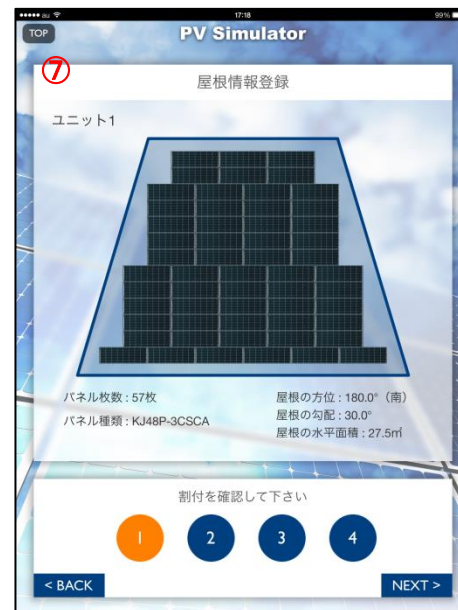 au 17:18 99%
TOP PV Simulator
⑦
屋根情報登録
ユニット1
パネル枚数 : 57枚
パネル種類 : KJ48P-3CSCA
屋根の方位 : 180.0°（南）
屋根の勾配 : 30.0°
屋根の水平面積 : 27.5㎡
割付を確認して下さい
1 2 3 4
< BACK NEXT >